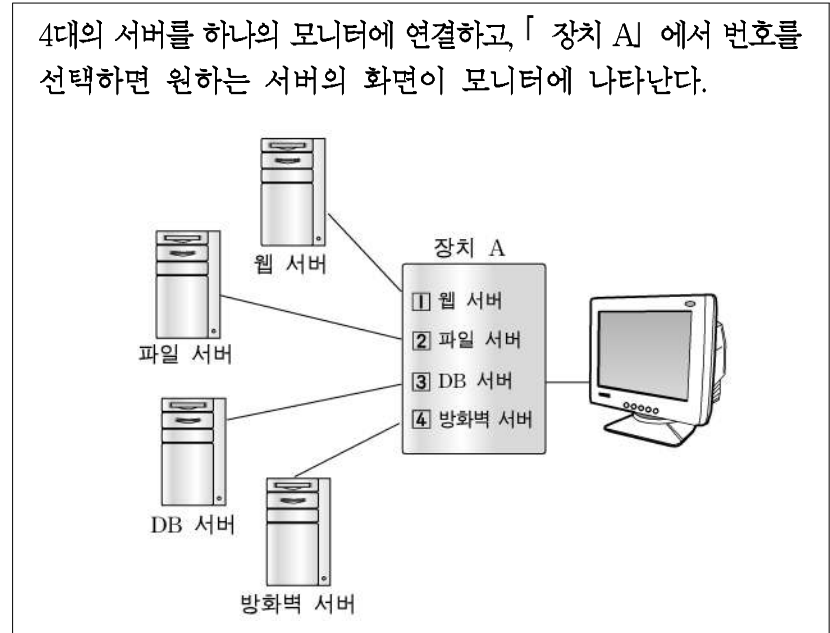 4대의 서버를 하나의 모니터에 연결하고,「 장치 A」에서 번호를
선택하면 원하는 서버의 화면이 모니터에 나타난다.
웹 서버
파일 서버
DB 서버
방화벽 서버
장치 A
1 웹 서버
2 파일 서버
3 DB 서버
4 방화벽 서버